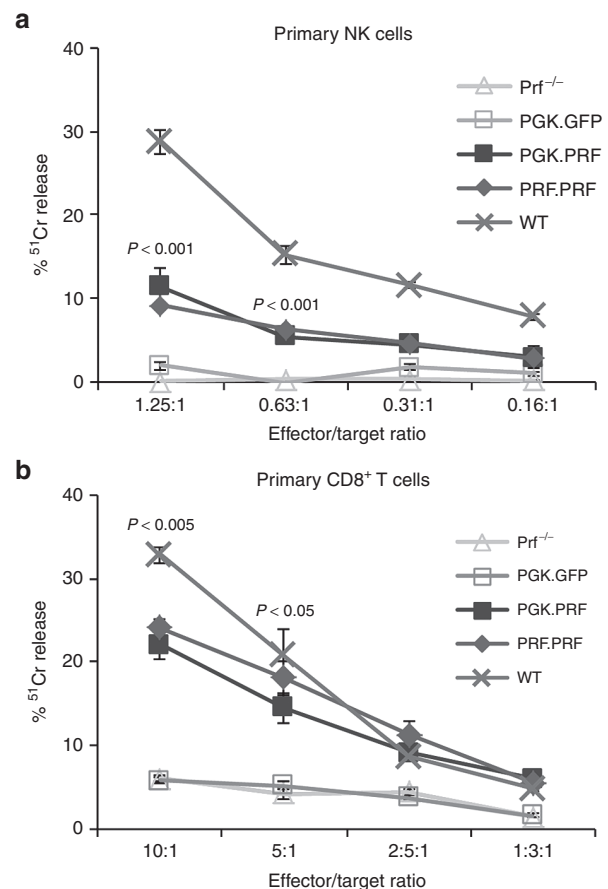 a
Primary NK cells
40
30
20
10
0
% ⁵¹Cr release
P < 0.001
P < 0.001
Prf⁻/⁻
PGK.GFP
PGK.PRF
PRF.PRF
WT
1.25:1 0.63:1 0.31:1 0.16:1
Effector/target ratio
b
Primary CD8⁺ T cells
40
30
20
10
0
% ⁵¹Cr release
P < 0.005
P < 0.05
Prf⁻/⁻
PGK.GFP
PGK.PRF
PRF.PRF
WT
10:1 5:1 2:5:1 1:3:1
Effector/target ratio